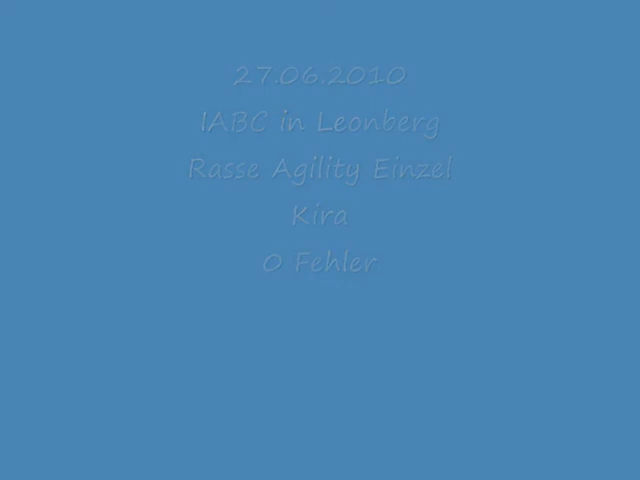 27.06.2010
IABC in Leonberg
Rasse Agility Einzel
Kira
0 Fehler